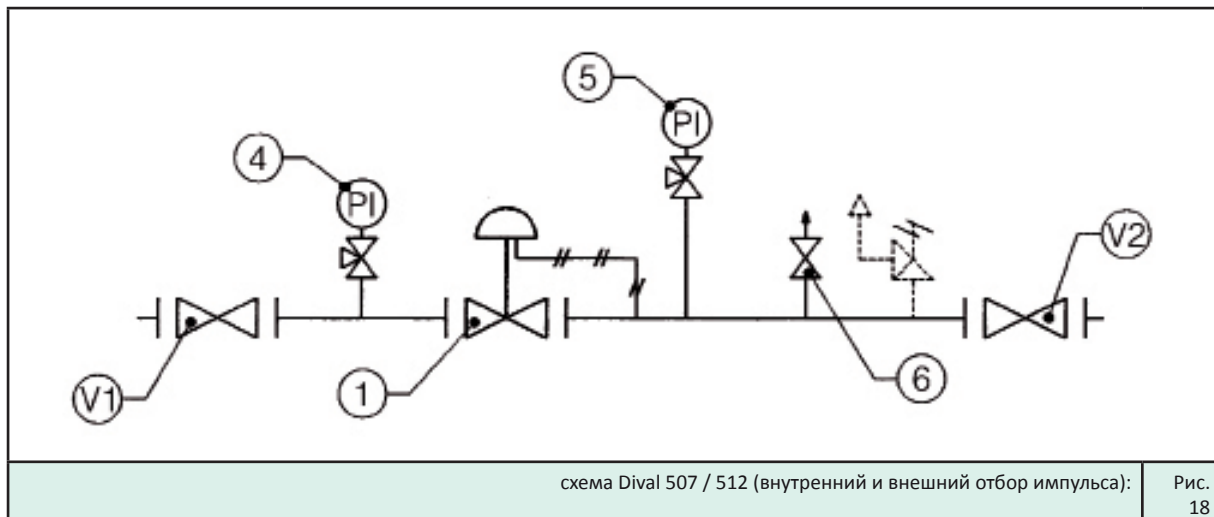 5
PI
4
PI
V2
V1
1
6
схема Dival 507 / 512 (внутренний и внешний отбор импульса):
Рис.
18